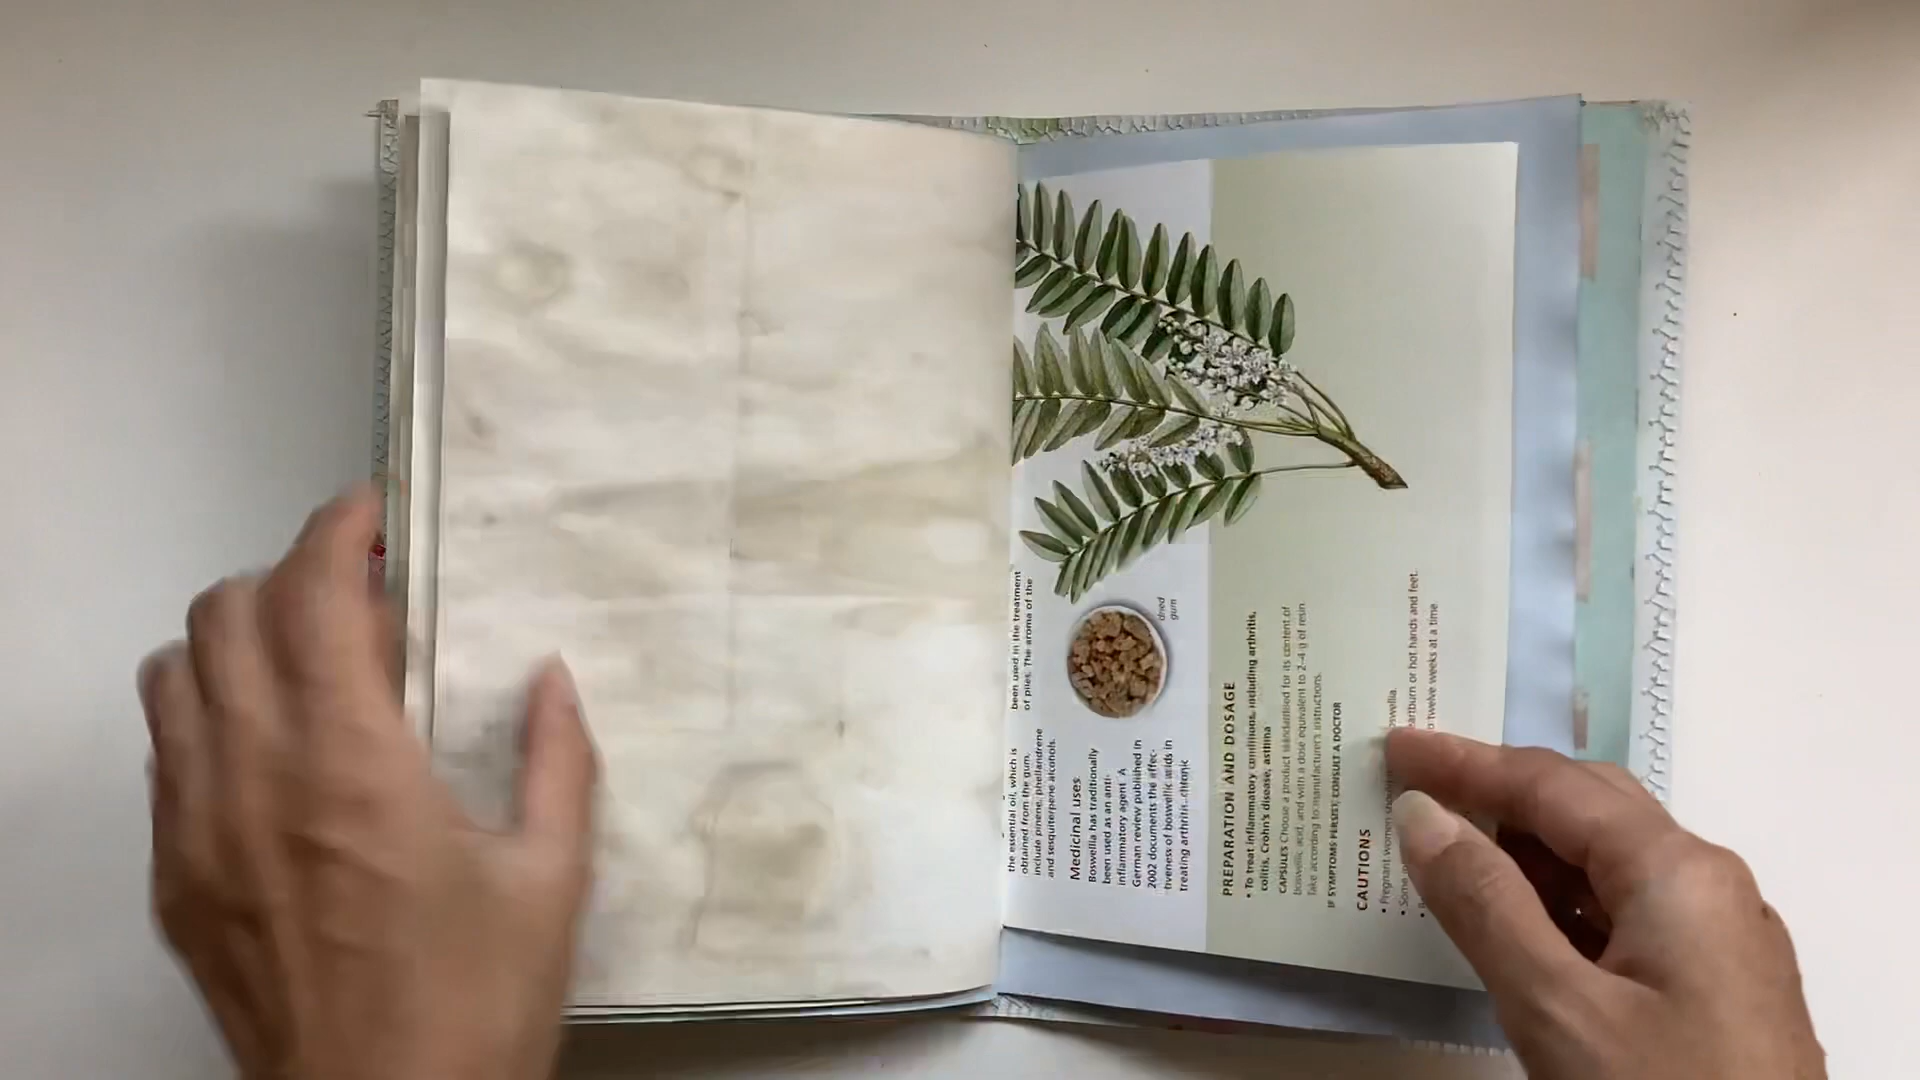 the essential oil, which is
obtained from the gum,
include pinene, phellandrene
and sesquiterpene alcohols.
Medicinal uses
Boswellia has traditionally
been used as an anti-
inflammatory agent. A
German review published in
2002 documents the effec-
tiveness of boswellic acids in
treating arthritis, chronic
been used in the treatment
of piles. The aroma of the
dried
gum
PREPARATION AND DOSAGE
• To treat inflammatory conditions, including arthritis,
colitis, Crohn's disease, asthma
CAPSULES Choose a product standardised for its content of
boswellic acid, and with a dose equivalent to 2–4 g of resin.
Take according to manufacturer's instructions.
IF SYMPTOMS PERSIST, CONSULT A DOCTOR
CAUTIONS
• Pregnant women should
• Some heartburn or hot hands and feet.
• to twelve weeks at a time.